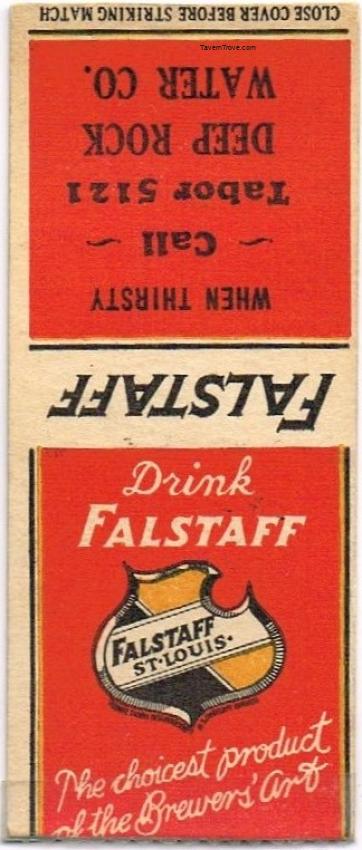 CLOSE COVER BEFORE STRIKING MATCH
TavernTrove.com
WHEN THIRSTY
~ Call ~
Tabor 5121
DEEP ROCK
WATER CO.
FALSTAFF
Drink
FALSTAFF
FALSTAFF
ST·LOUIS·
The choicest product
of the Brewers' Art